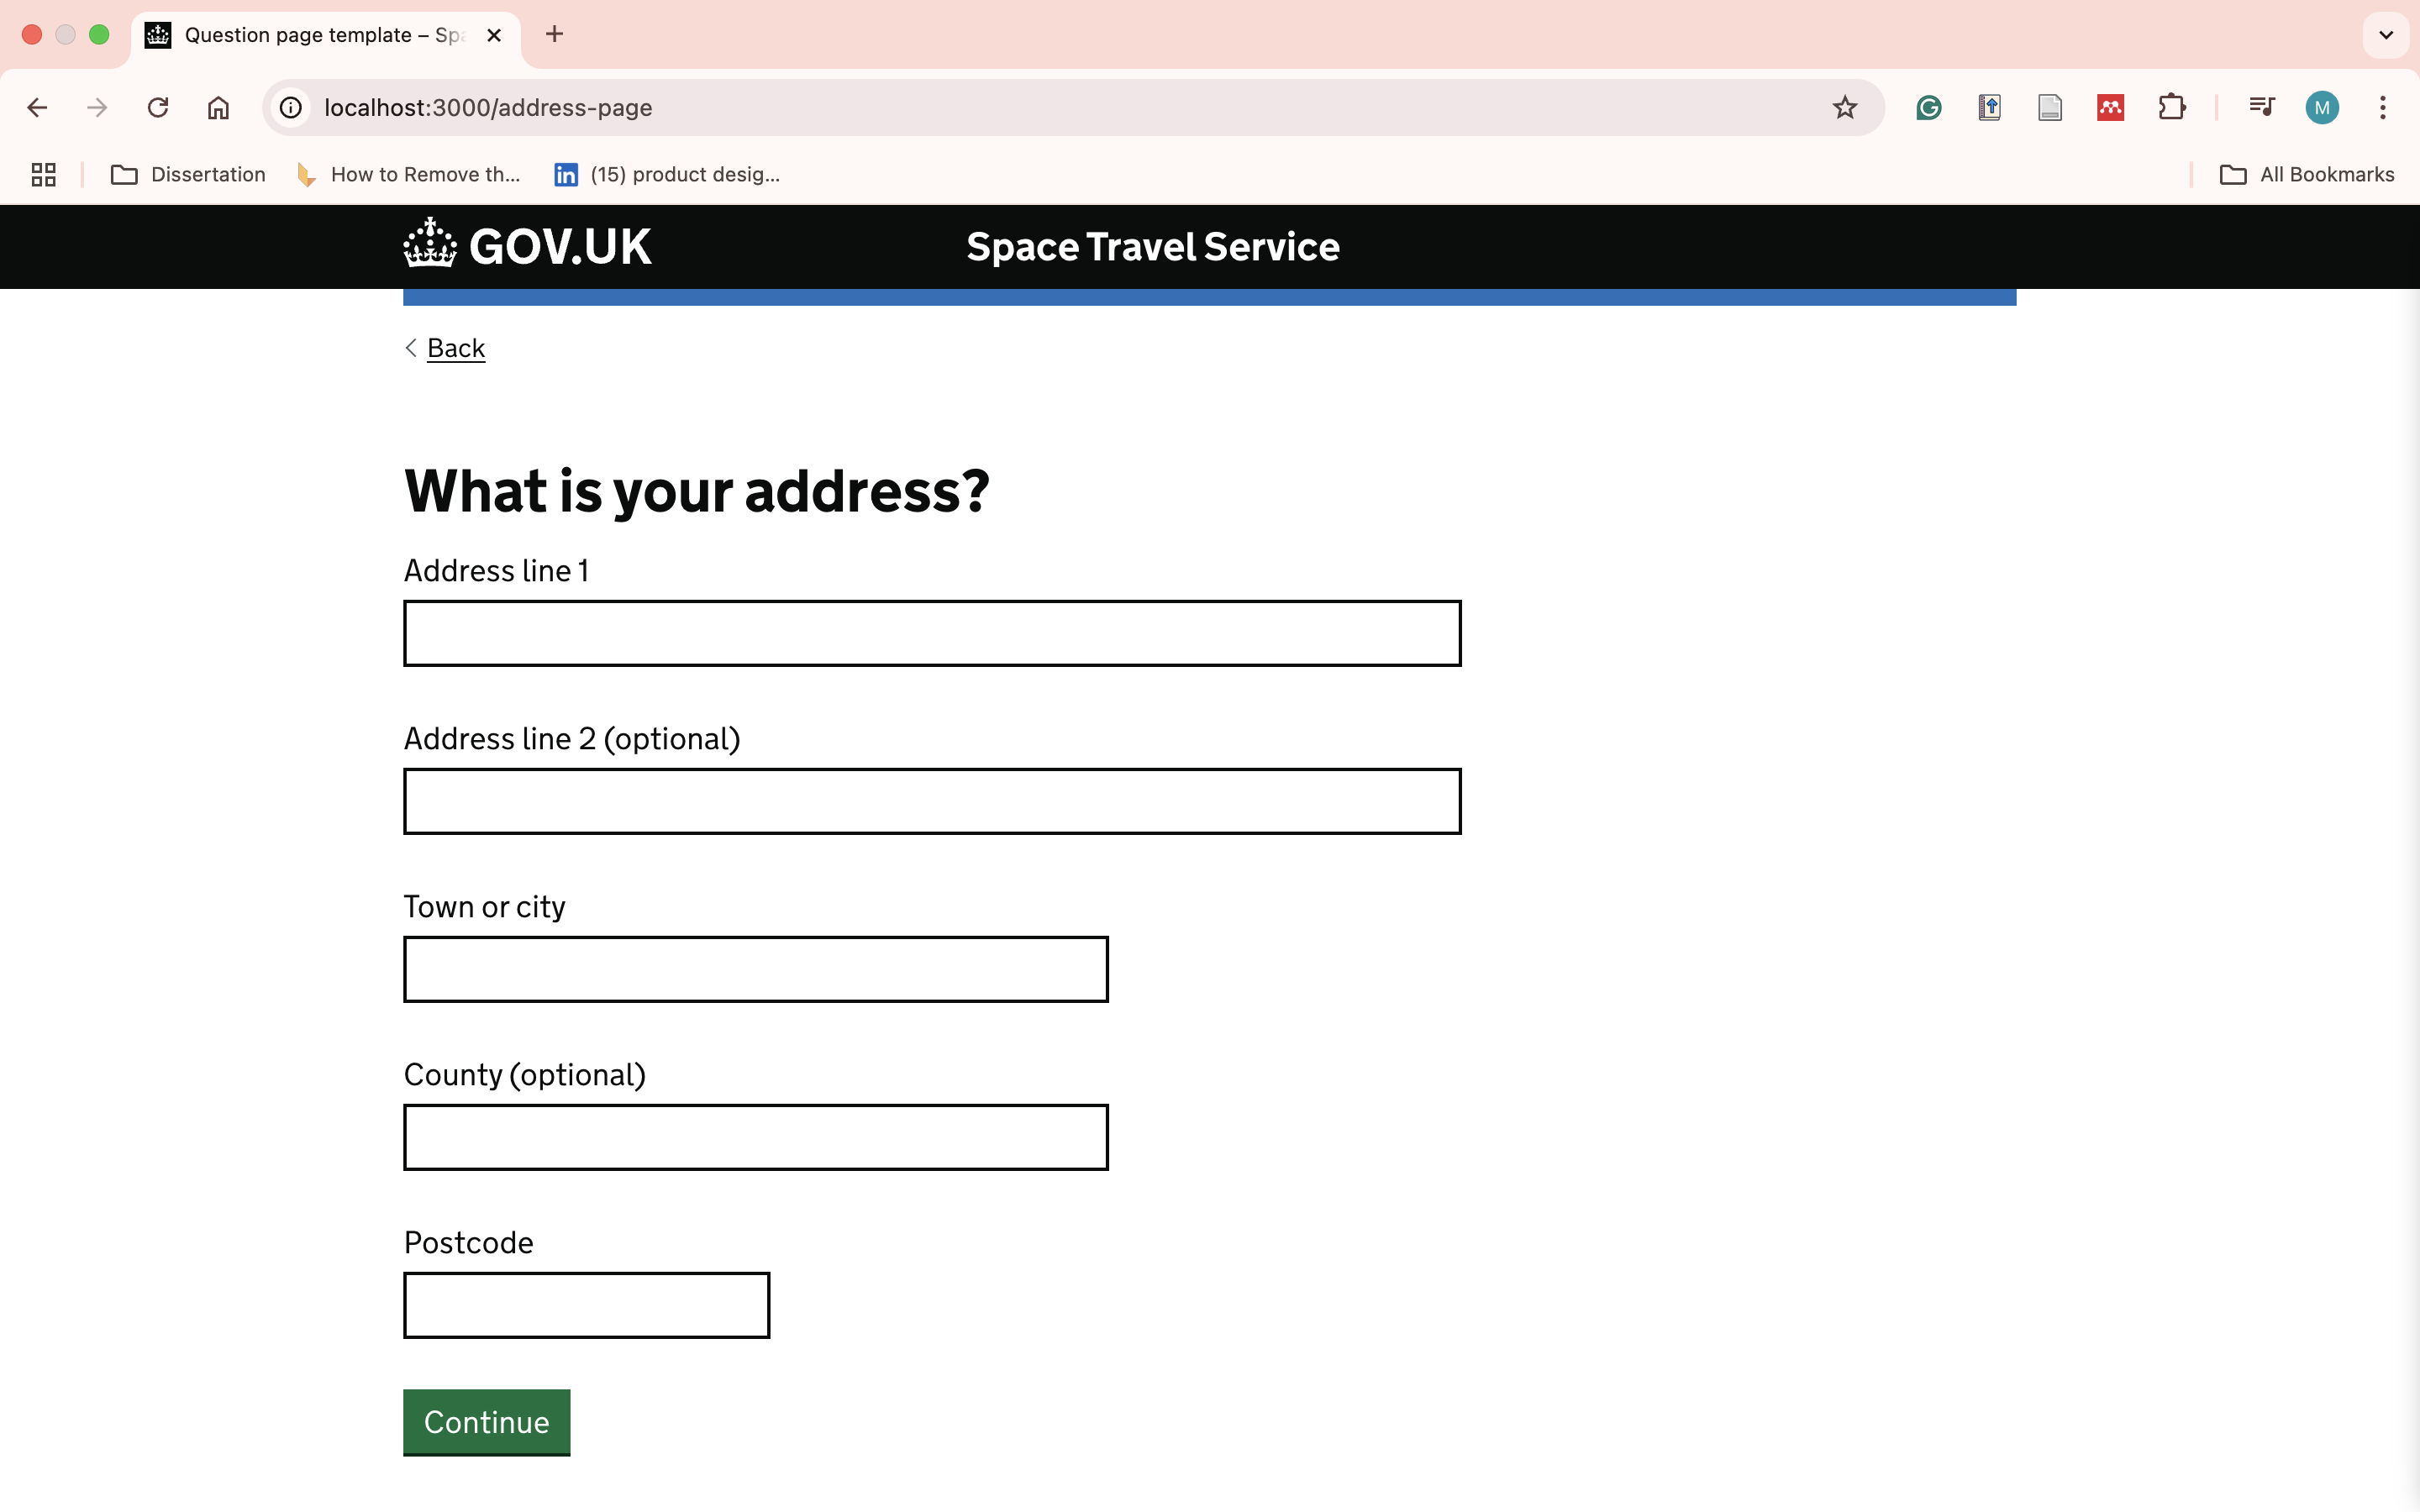 Question page template – Spa
localhost:3000/address-page
M
Dissertation
How to Remove th...
in
(15) product desig...
All Bookmarks
GOV.UK
Space Travel Service
Back
What is your address?
Address line 1
Address line 2 (optional)
Town or city
County (optional)
Postcode
Continue